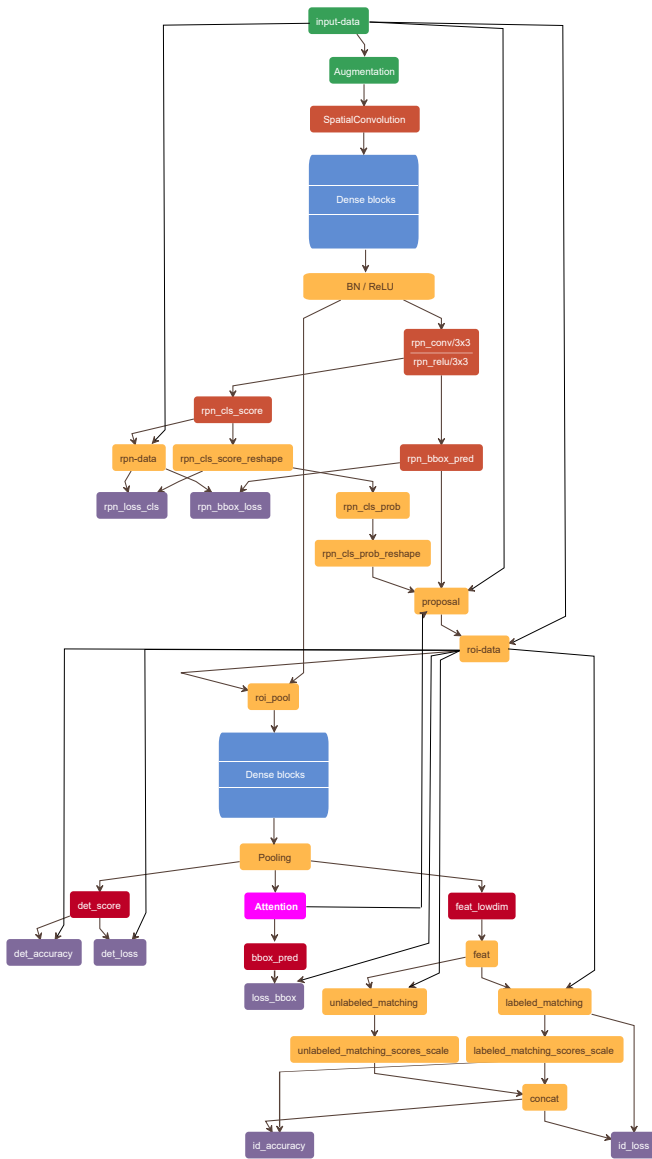 input-data
Augmentation
SpatialConvolution
Dense blocks
BN / ReLU
rpn_conv/3x3
rpn_relu/3x3
rpn_cls_score
rpn-data
rpn_cls_score_reshape
rpn_bbox_pred
rpn_loss_cls
rpn_bbox_loss
rpn_cls_prob
rpn_cls_prob_reshape
proposal
roi-data
roi_pool
Dense blocks
Pooling
det_score
Attention
feat_lowdim
det_accuracy
det_loss
bbox_pred
feat
loss_bbox
unlabeled_matching
labeled_matching
unlabeled_matching_scores_scale
labeled_matching_scores_scale
concat
id_accuracy
id_loss